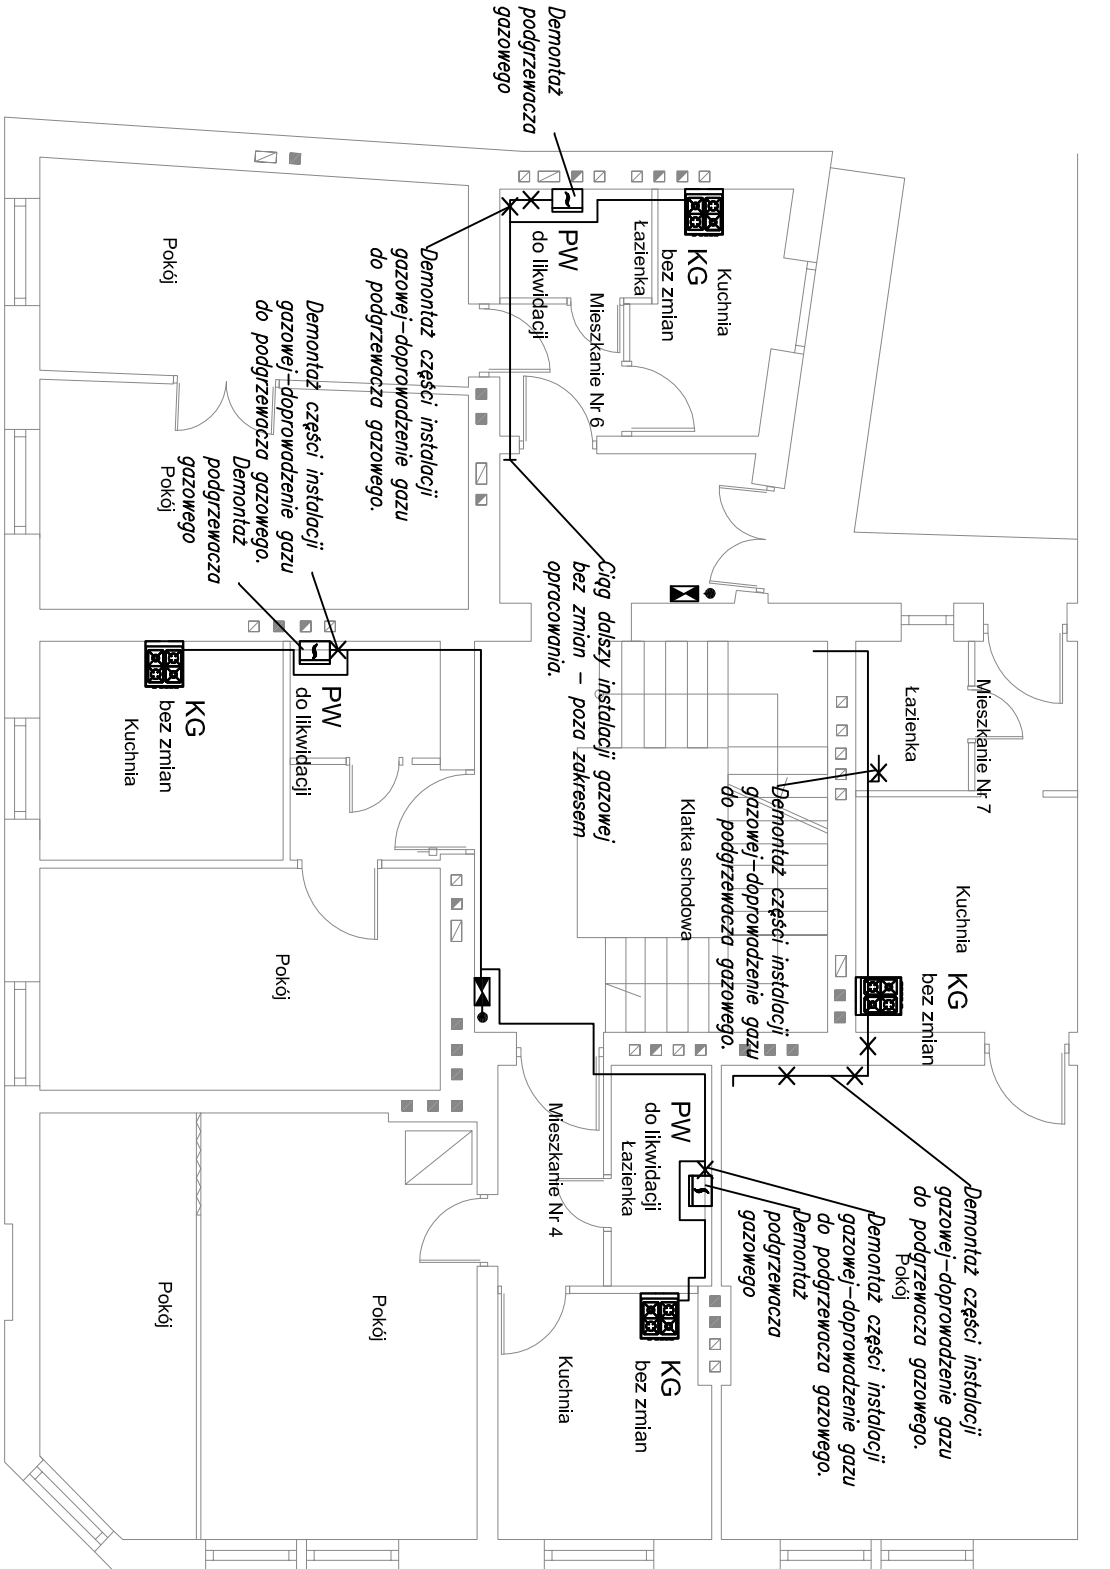 Demontaż
podgrzewacza
gazowego
Kuchnia
KG
bez zmian
Łazienka
PW
do likwidacji
Mieszkanie Nr 6
Pokój
Demontaż części instalacji
gazowej-doprowadzenie gazu
do podgrzewacza gazowego.
Demontaż części instalacji
gazowej-doprowadzenie gazu
do podgrzewacza gazowego.
Demontaż
podgrzewacza
gazowego
Pokój
Ciąg dalszy instalacji gazowej
bez zmian - poza zakresem
opracowania.
Mieszkanie Nr 7
Łazienka
Kuchnia
KG
bez zmian
Demontaż części instalacji
gazowej-doprowadzenie gazu
do podgrzewacza gazowego.
Klatka schodowa
PW
do likwidacji
KG
bez zmian
Kuchnia
Pokój
Mieszkanie Nr 4
PW
do likwidacji
Łazienka
Demontaż części instalacji
gazowej-doprowadzenie gazu
do podgrzewacza gazowego.
Pokój
Demontaż części instalacji
gazowej-doprowadzenie gazu
do podgrzewacza gazowego.
Demontaż
podgrzewacza
gazowego
KG
bez zmian
Kuchnia
Pokój
Pokój